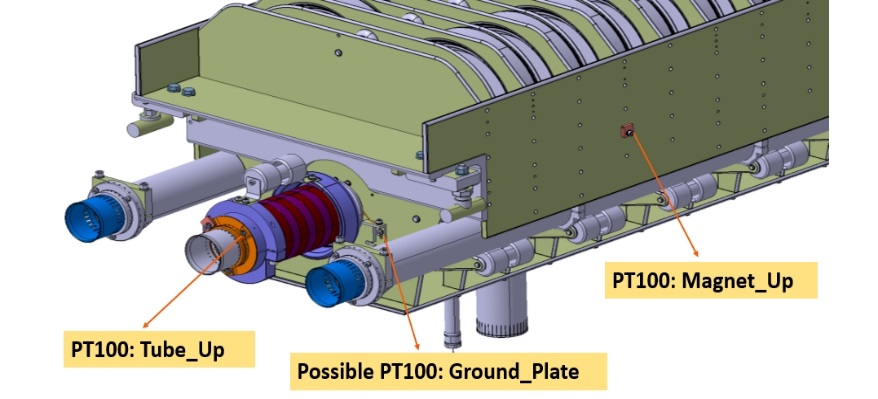 PT100: Magnet_Up
PT100: Tube_Up
Possible PT100: Ground_Plate